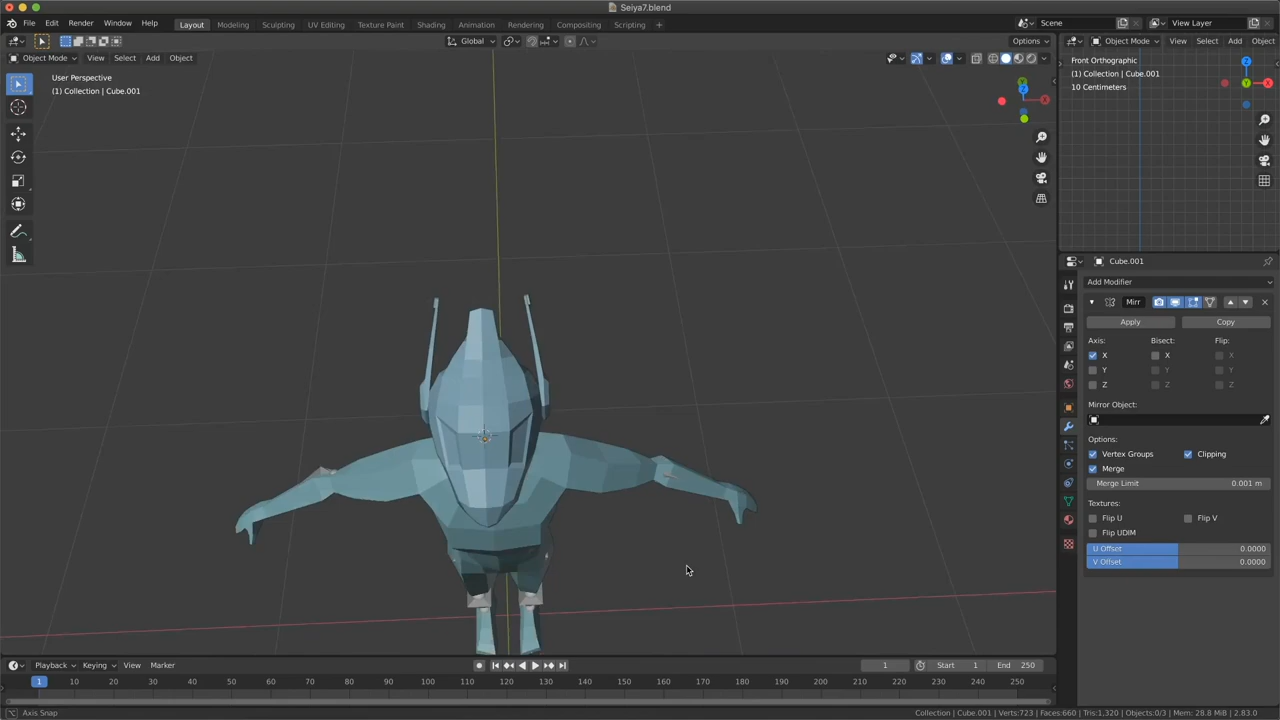 Seiya7.blend
File Edit Render Window Help Layout Modeling Sculpting UV Editing Texture Paint Shading Animation Rendering Compositing Scripting + Scene View Layer
Global Options Object Mode View Select Add Object
Object Mode View Select Add Object
User Perspective
(1) Collection | Cube.001
Front Orthographic
(1) Collection | Cube.001
10 Centimeters
Z
X
Y
Z
X
Y
Cube.001
Add Modifier
Mirr
Apply Copy
Axis: Bisect: Flip:
X X X
Y Y Y
Z Z Z
Mirror Object:
Options:
Vertex Groups Clipping
Merge
Merge Limit 0.001 m
Textures:
Flip U Flip V
Flip UDIM
U Offset 0.0000
V Offset 0.0000
Playback Keying View Marker 1 Start 1 End 250
1 10 20 30 40 50 60 70 80 90 100 110 120 130 140 150 160 170 180 190 200 210 220 230 240 250
Axis Snap Collection | Cube.001 | Verts:723 | Faces:660 | Tris:1,320 | Objects:0/3 | Mem: 28.8 MiB | 2.83.0